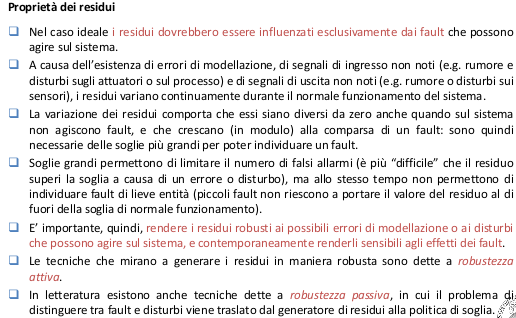 Proprietà dei residui
Nel caso ideale i residui dovrebbero essere influenzati esclusivamente dai fault che possono
agire sul sistema.
A causa dell'esistenza di errori di modellazione, di segnali di ingresso non noti (e.g. rumore e
disturbi sugli attuatori o sul processo) e di segnali di uscita non noti (e.g. rumore o disturbi sui
sensori), i residui variano continuamente durante il normale funzionamento del sistema.
La variazione dei residui comporta che essi siano diversi da zero anche quando sul sistema
non agiscono fault, e che crescano (in modulo) alla comparsa di un fault: sono quindi
necessarie delle soglie più grandi per poter individuare un fault.
Soglie grandi permettono di limitare il numero di falsi allarmi (è più “difficile” che il residuo
superi la soglia a causa di un errore o disturbo), ma allo stesso tempo non permettono di
individuare fault di lieve entità (piccoli fault non riescono a portare il valore del residuo al di
fuori della soglia di normale funzionamento).
E' importante, quindi, rendere i residui robusti ai possibili errori di modellazione o ai disturbi
che possono agire sul sistema, e contemporaneamente renderli sensibili agli effetti dei fault.
Le tecniche che mirano a generare i residui in maniera robusta sono dette a robustezza
attiva.
In letteratura esistono anche tecniche dette a robustezza passiva, in cui il problema di
distinguere tra fault e disturbi viene traslato dal generatore di residui alla politica di soglia.